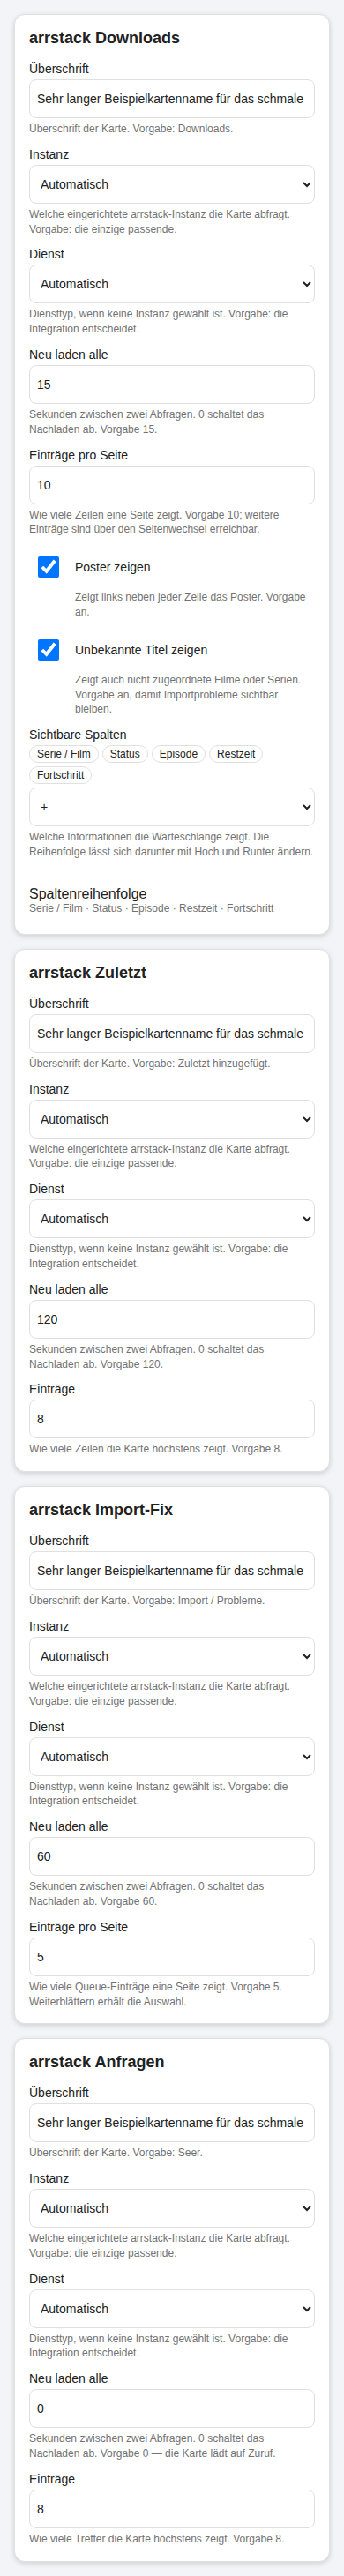 arrstack Downloads
Überschrift
Sehr langer Beispielkartenname für das schmale
Überschrift der Karte. Vorgabe: Downloads.
Instanz
Automatisch
Welche eingerichtete arrstack-Instanz die Karte abfragt.
Vorgabe: die einzige passende.
Dienst
Automatisch
Diensttyp, wenn keine Instanz gewählt ist. Vorgabe: die
Integration entscheidet.
Neu laden alle
15
Sekunden zwischen zwei Abfragen. 0 schaltet das
Nachladen ab. Vorgabe 15.
Einträge pro Seite
10
Wie viele Zeilen eine Seite zeigt. Vorgabe 10; weitere
Einträge sind über den Seitenwechsel erreichbar.
Poster zeigen
Zeigt links neben jeder Zeile das Poster. Vorgabe
an.
Unbekannte Titel zeigen
Zeigt auch nicht zugeordnete Filme oder Serien.
Vorgabe an, damit Importprobleme sichtbar
bleiben.
Sichtbare Spalten
Serie / Film Status Episode Restzeit
Fortschritt
+
Welche Informationen die Warteschlange zeigt. Die
Reihenfolge lässt sich darunter mit Hoch und Runter ändern.
Spaltenreihenfolge
Serie / Film · Status · Episode · Restzeit · Fortschritt
arrstack Zuletzt
Überschrift
Sehr langer Beispielkartenname für das schmale
Überschrift der Karte. Vorgabe: Zuletzt hinzugefügt.
Instanz
Automatisch
Welche eingerichtete arrstack-Instanz die Karte abfragt.
Vorgabe: die einzige passende.
Dienst
Automatisch
Diensttyp, wenn keine Instanz gewählt ist. Vorgabe: die
Integration entscheidet.
Neu laden alle
120
Sekunden zwischen zwei Abfragen. 0 schaltet das
Nachladen ab. Vorgabe 120.
Einträge
8
Wie viele Zeilen die Karte höchstens zeigt. Vorgabe 8.
arrstack Import-Fix
Überschrift
Sehr langer Beispielkartenname für das schmale
Überschrift der Karte. Vorgabe: Import / Probleme.
Instanz
Automatisch
Welche eingerichtete arrstack-Instanz die Karte abfragt.
Vorgabe: die einzige passende.
Dienst
Automatisch
Diensttyp, wenn keine Instanz gewählt ist. Vorgabe: die
Integration entscheidet.
Neu laden alle
60
Sekunden zwischen zwei Abfragen. 0 schaltet das
Nachladen ab. Vorgabe 60.
Einträge pro Seite
5
Wie viele Queue-Einträge eine Seite zeigt. Vorgabe 5.
Weiterblättern erhält die Auswahl.
arrstack Anfragen
Überschrift
Sehr langer Beispielkartenname für das schmale
Überschrift der Karte. Vorgabe: Seer.
Instanz
Automatisch
Welche eingerichtete arrstack-Instanz die Karte abfragt.
Vorgabe: die einzige passende.
Dienst
Automatisch
Diensttyp, wenn keine Instanz gewählt ist. Vorgabe: die
Integration entscheidet.
Neu laden alle
0
Sekunden zwischen zwei Abfragen. 0 schaltet das
Nachladen ab. Vorgabe 0 — die Karte lädt auf Zuruf.
Einträge
8
Wie viele Treffer die Karte höchstens zeigt. Vorgabe 8.